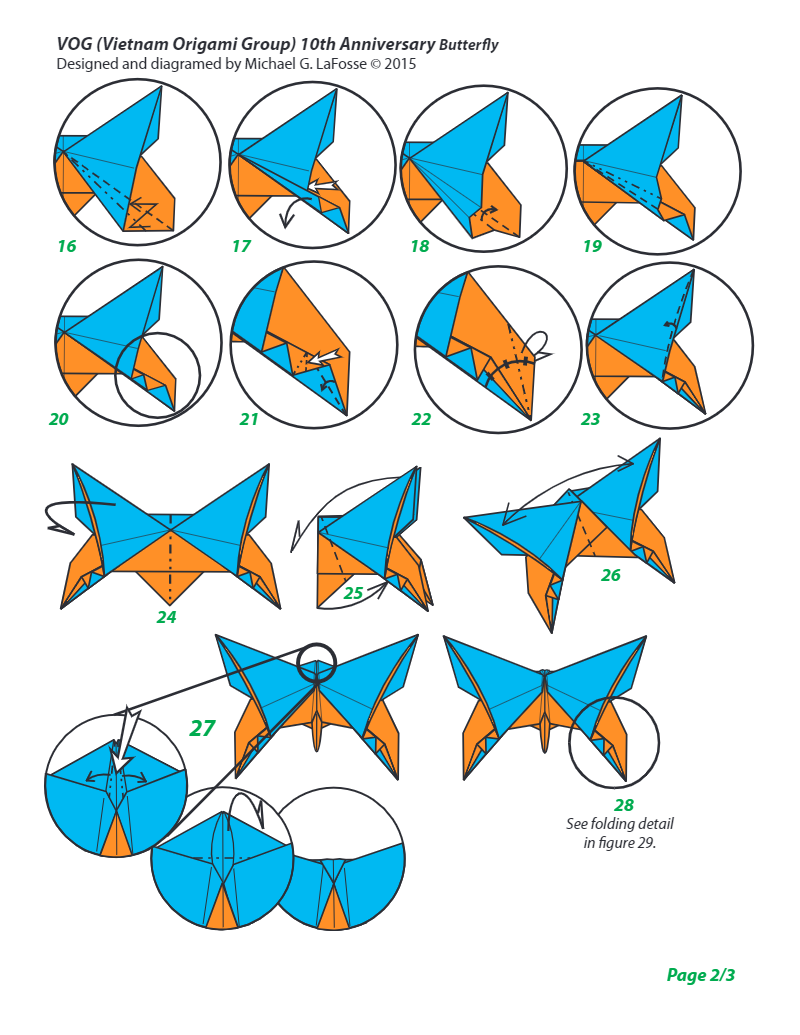 VOG (Vietnam Origami Group) 10th Anniversary Butterfly
Designed and diagramed by Michael G. LaFosse © 2015
16
17
18
19
20
21
22
23
24
25
26
27
28
See folding detail
in figure 29.
Page 2/3